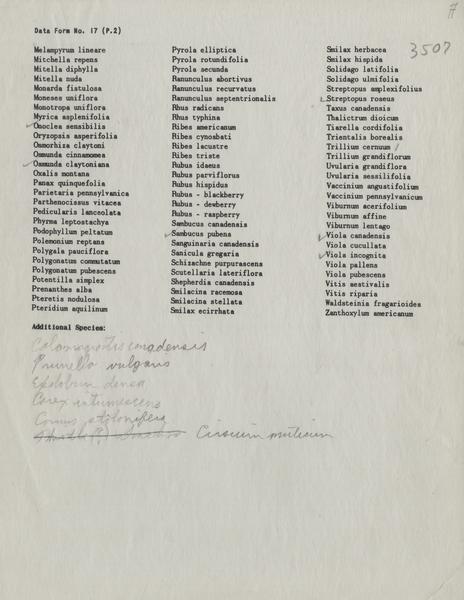 Data Form No. 17 (P.2)
3507
Melampyrum lineare
Mitchella repens
Mitella diphylla
Mitella nuda
Monarda fistulosa
Moneses uniflora
Monotropa uniflora
Myrica asplenifolia
Onoclea sensibilis
Oryzopsis asperifolia
Osmorhiza claytoni
Osmunda cinnamomea
Osmunda claytoniana
Oxalis montana
Panax quinquefolia
Parietaria pennsylvanica
Parthenocissus vitacea
Pedicularis lanceolata
Phyrma leptostachya
Podophyllum peltatum
Polemonium reptans
Polygala pauciflora
Polygonatum commutatum
Polygonatum pubescens
Potentilla simplex
Prenanthes alba
Pteretis nodulosa
Pteridium aquilinum
Pyrola elliptica
Pyrola rotundifolia
Pyrola secunda
Ranunculus abortivus
Ranunculus recurvatus
Ranunculus septentrionalis
Rhus radicans
Rhus typhina
Ribes americanum
Ribes cynosbati
Ribes lacustre
Ribes triste
Rubus idaeus
Rubus parviflorus
Rubus hispidus
Rubus - blackberry
Rubus - dewberry
Rubus - raspberry
Sambucus canadensis
Sambucus pubens
Sanguinaria canadensis
Sanicula gregaria
Schizachne purpurascens
Scutellaria lateriflora
Shepherdia canadensis
Smilacina racemosa
Smilacina stellata
Smilax ecirrhata
Smilax herbacea
Smilax hispida
Solidago latifolia
Solidago ulmifolia
Streptopus amplexifolius
Streptopus roseus
Taxus canadensis
Thalictrum dioicum
Tiarella cordifolia
Trientalis borealis
Trillium cernuum
Trillium grandiflorum
Uvularia grandiflora
Uvularia sessilifolia
Vaccinium angustifolium
Vaccinium pennsylvanicum
Viburnum acerifolium
Viburnum affine
Viburnum lentago
Viola canadensis
Viola cucullata
Viola incognita
Viola pallens
Viola pubescens
Vitis aestivalis
Vitis riparia
Waldsteinia fragarioides
Zanthoxylum americanum
Additional Species:
canadensis
Prunella vulgaris
Carex intumescens
Cornus stolonifera
Cirsium muticum